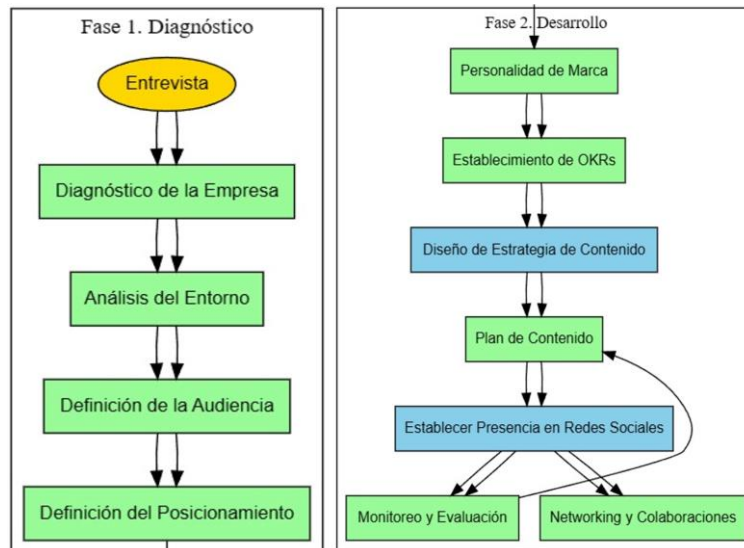 Fase 1. Diagnóstico
Entrevista
Diagnóstico de la Empresa
Análisis del Entorno
Definición de la Audiencia
Definición del Posicionamiento
Fase 2. Desarrollo
Personalidad de Marca
Establecimiento de OKRs
Diseño de Estrategia de Contenido
Plan de Contenido
Establecer Presencia en Redes Sociales
Monitoreo y Evaluación
Networking y Colaboraciones